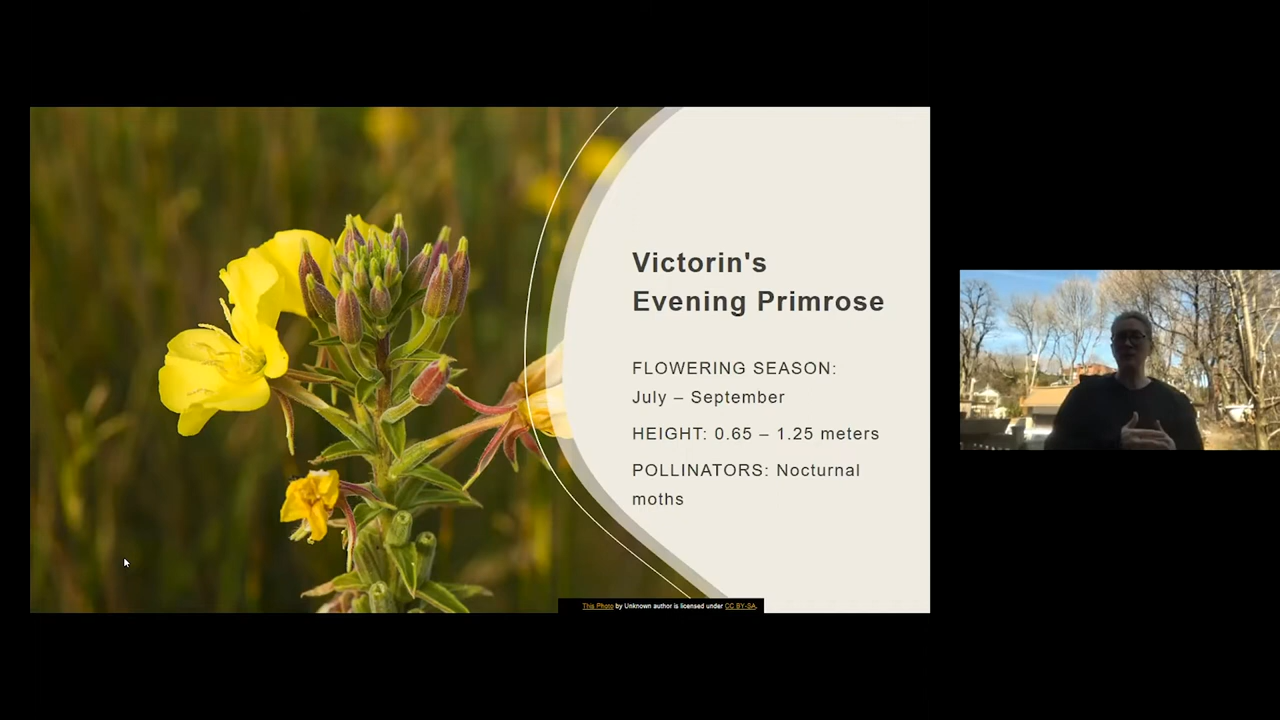 Victorin's
Evening Primrose
FLOWERING SEASON:
July – September
HEIGHT: 0.65 – 1.25 meters
POLLINATORS: Nocturnal
moths
This Photo by Unknown author is licensed under CC BY-SA.